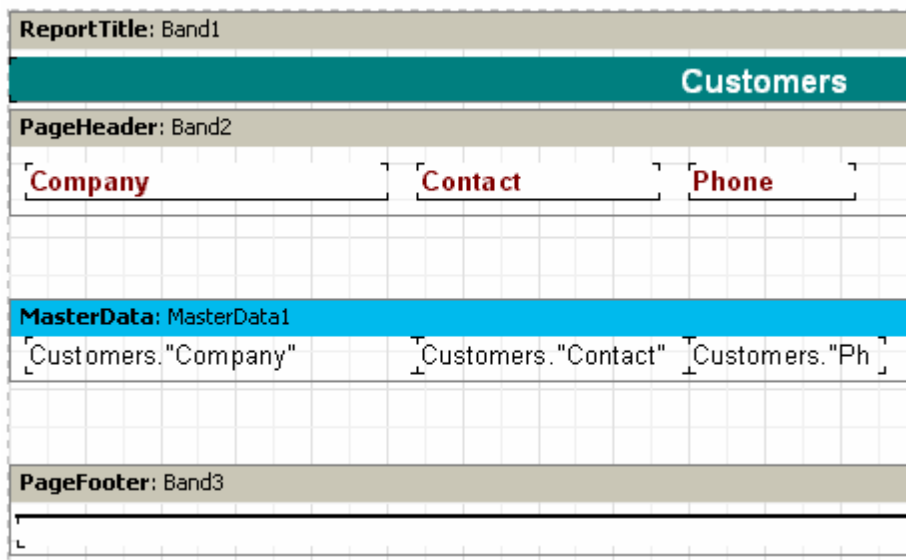 ReportTitle: Band1
Customers
PageHeader: Band2
Company Contact Phone
MasterData: MasterData1
Customers."Company" Customers."Contact" Customers."Ph
PageFooter: Band3